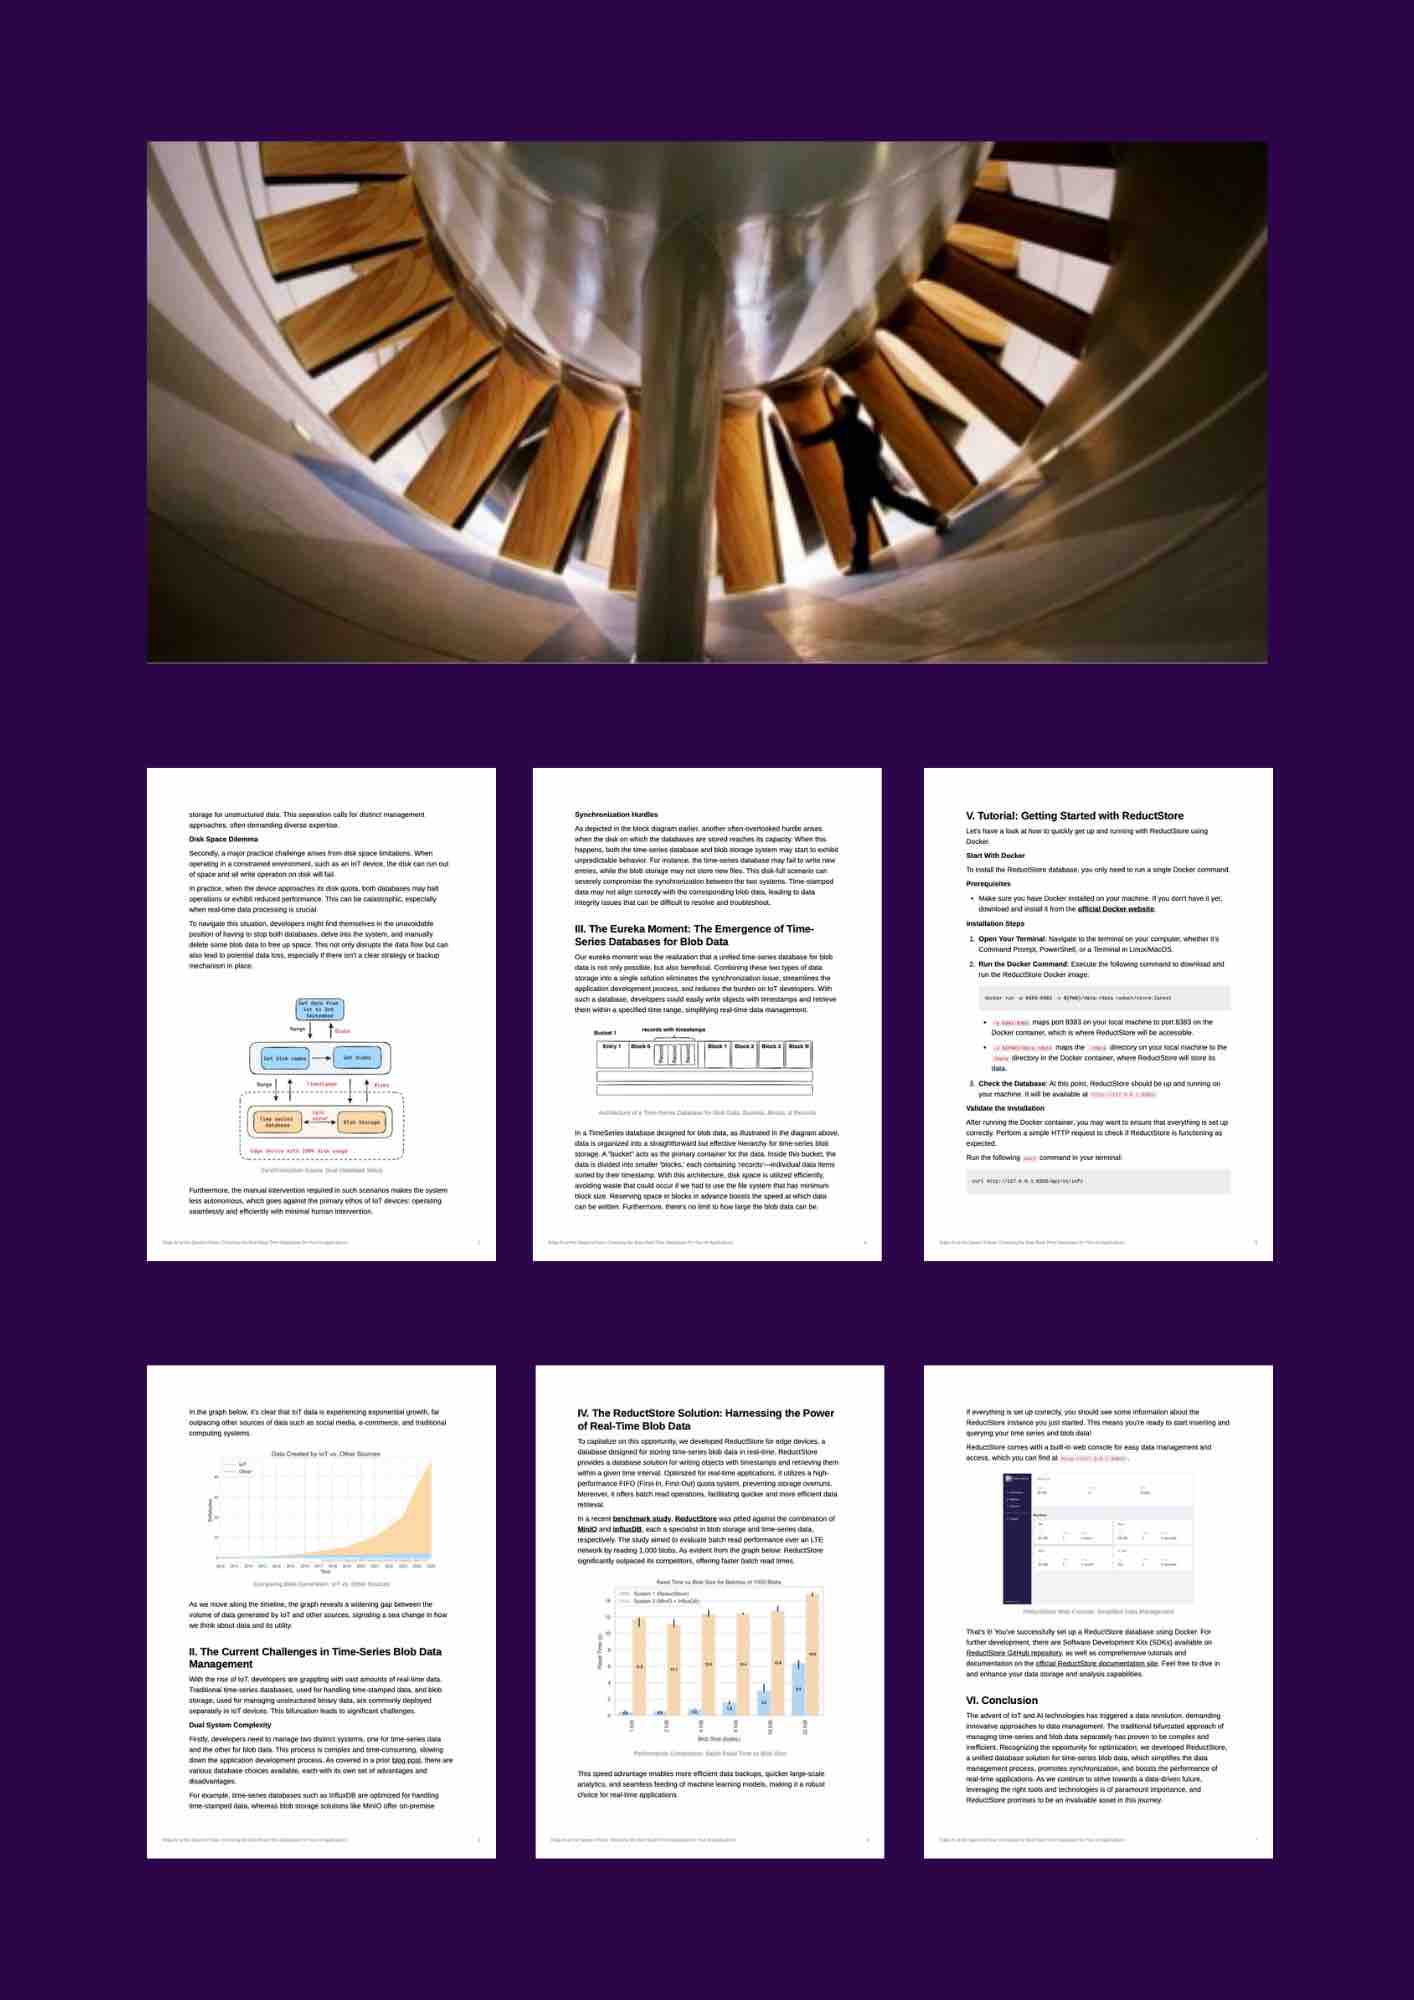 storage for unstructured data. This separation calls for distinct management
approaches, often demanding diverse expertise.
Disk Space Dilemma
Secondly, a major practical challenge arises from disk space limitations. When
operating in a constrained environment, such as an IoT device, the disk can run out
of space and all write operation on disk will fail.
In practice, when the device approaches its disk quota, both databases may halt
operations or exhibit reduced performance. This can be catastrophic, especially
when real-time data processing is crucial.
To navigate this situation, developers might find themselves in the unavoidable
position of having to stop both databases, delve into the system, and manually
delete some blob data to free up space. This not only disrupts the data flow but can
also lead to potential data loss, especially if there isn't a clear strategy or backup
mechanism in place.
Get data from
1st to 3rd
September
Range
Blobs
Get blob names
Get blobs
Range
Timestamps
Blobs
Time series
database
Blob Storage
Edge device with 100% disk usage
Furthermore, the manual intervention required in such scenarios makes the system
less autonomous, which goes against the primary ethos of IoT devices: operating
seamlessly and efficiently with minimal human intervention.
Synchronization Hurdles
As depicted in the block diagram earlier, another often-overlooked hurdle arises
when the disk on which the databases are stored reaches its capacity. When this
happens, both the time-series database and blob storage system may start to exhibit
unpredictable behavior. For instance, the time-series database may fail to write new
entries, while the blob storage may not store new files. This disk-full scenario can
severely compromise the synchronization between the two systems. Time-stamped
data may not align correctly with the corresponding blob data, leading to data
integrity issues that can be difficult to resolve and troubleshoot.
III. The Eureka Moment: The Emergence of Time-
Series Databases for Blob Data
Our eureka moment was the realization that a unified time-series database for blob
data is not only possible, but also beneficial. Combining these two types of data
storage into a single solution eliminates the synchronization issue, streamlines the
application development process, and reduces the burden on IoT developers. With
such a database, developers could easily write objects with timestamps and retrieve
them within a specified time range, simplifying real-time data management.
Bucket 1
records with timestamps
Entry 1
Block 0
Record
Record
Record
Block 1
Block 2
Block 3
Block N
Architecture of a Time-Series Database for Blob Data: Buckets, Blocks, & Records
In a TimeSeries database designed for blob data, as illustrated in the diagram above,
data is organized into a straightforward but effective hierarchy for time-series blob
storage. A "bucket" acts as the primary container for the data. Inside this bucket, the
data is divided into smaller 'blocks,' each containing 'records'—individual data items
sorted by their timestamp. With this architecture, disk space is utilized efficiently,
avoiding waste that could occur if we had to use the file system that has minimum
block size. Reserving space in blocks in advance boosts the speed at which data
can be written. Furthermore, there's no limit to how large the blob data can be.
V. Tutorial: Getting Started with ReductStore
Let's have a look at how to quickly get up and running with ReductStore using
Docker.
Start With Docker
To install the ReductStore database, you only need to run a single Docker command
Prerequisites
• Make sure you have Docker installed on your machine. If you don't have it yet,
download and install it from the official Docker website.
Installation Steps
1. Open Your Terminal: Navigate to the terminal on your computer, whether it's
Command Prompt, PowerShell, or a Terminal in Linux/MacOS.
2. Run the Docker Command: Execute the following command to download and
run the ReductStore Docker image:
docker run -p 8383:8383 -v ${PWD}/data:/data reduct/store:latest
• -p 8383:8383 maps port 8383 on your local machine to port 8383 on the
Docker container, which is where ReductStore will be accessible.
• -v ${PWD}/data:/data maps the ./data directory on your local machine to the
/data directory in the Docker container, where ReductStore will store its
data.
3. Check the Database: At this point, ReductStore should be up and running on
your machine. It will be available at http://127.0.0.1:8383
Validate the Installation
After running the Docker container, you may want to ensure that everything is set up
correctly. Perform a simple HTTP request to check if ReductStore is functioning as
expected.
Run the following curl command in your terminal:
curl http://127.0.0.1:8383/api/v1/info
In the graph below, it's clear that IoT data is experiencing exponential growth, far
outpacing other sources of data such as social media, e-commerce, and traditional
computing systems.
Data Created by IoT vs. Other Sources
IoT
Other
Year
Comparing Data Generation: IoT vs. Other Sources
As we move along the timeline, the graph reveals a widening gap between the
volume of data generated by IoT and other sources, signaling a sea change in how
we think about data and its utility.
II. The Current Challenges in Time-Series Blob Data
Management
With the rise of IoT, developers are grappling with vast amounts of real-time data.
Traditional time-series databases, used for handling time-stamped data, and blob
storage, used for managing unstructured binary data, are commonly deployed
separately in IoT devices. This bifurcation leads to significant challenges.
Dual System Complexity
Firstly, developers need to manage two distinct systems, one for time-series data
and the other for blob data. This process is complex and time-consuming, slowing
down the application development process. As covered in a prior blog post, there are
various database choices available, each with its own set of advantages and
disadvantages.
For example, time-series databases such as InfluxDB are optimized for handling
time-stamped data, whereas blob storage solutions like MinIO offer on-premise
IV. The ReductStore Solution: Harnessing the Power
of Real-Time Blob Data
To capitalize on this opportunity, we developed ReductStore for edge devices, a
database designed for storing time-series blob data in real-time. ReductStore
provides a database solution for writing objects with timestamps and retrieving them
within a given time interval. Optimized for real-time applications, it utilizes a high-
performance FIFO (First-In, First-Out) quota system, preventing storage overruns.
Moreover, it offers batch read operations, facilitating quicker and more efficient data
retrieval.
In a recent benchmark study, ReductStore was pitted against the combination of
MinIO and InfluxDB, each a specialist in blob storage and time-series data,
respectively. The study aimed to evaluate batch read performance over an LTE
network by reading 1,000 blobs. As evident from the graph below: ReductStore
significantly outpaced its competitors, offering faster batch read times.
Read Time vs Blob Size for Batches of 1000 Blobs
System 1 (ReductStore)
System 2 (MinIO + InfluxDB)
Read Time (s)
Blob Size (bytes)
Performance Comparison: Batch Read Time vs Blob Size
This speed advantage enables more efficient data backups, quicker large-scale
analytics, and seamless feeding of machine learning models, making it a robust
choice for real-time applications
If everything is set up correctly, you should see some information about the
ReductStore instance you just started. This means you're ready to start inserting and
querying your time series and blob data!
ReductStore comes with a built-in web console for easy data management and
access, which you can find at http://127.0.0.1:8383/ .
ReductStore Web Console: Simplified Data Management
That's it! You've successfully set up a ReductStore database using Docker. For
further development, there are Software Development Kits (SDKs) available on
ReductStore GitHub repository, as well as comprehensive tutorials and
documentation on the official ReductStore documentation site. Feel free to dive in
and enhance your data storage and analysis capabilities.
VI. Conclusion
The advent of IoT and AI technologies has triggered a data revolution, demanding
innovative approaches to data management. The traditional bifurcated approach of
managing time-series and blob data separately has proven to be complex and
inefficient. Recognizing the opportunity for optimization, we developed ReductStore,
a unified database solution for time-series blob data, which simplifies the data
management process, promotes synchronization, and boosts the performance of
real-time applications. As we continue to strive towards a data-driven future,
leveraging the right tools and technologies is of paramount importance, and
ReductStore promises to be an invaluable asset in this journey.